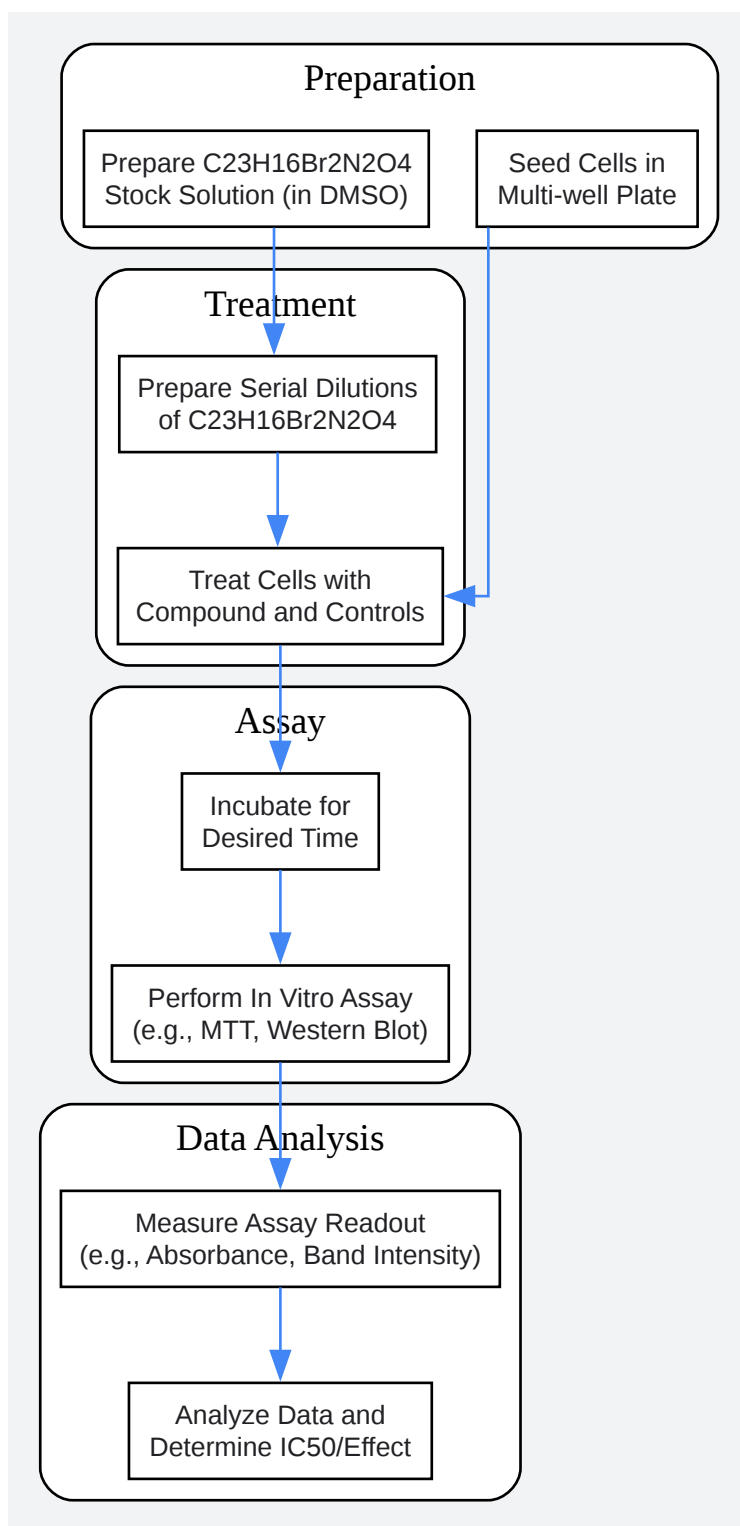 Preparation
Prepare C23H16Br2N2O4
Stock Solution (in DMSO)
Seed Cells in
Multi-well Plate
Treatment
Prepare Serial Dilutions
of C23H16Br2N2O4
Treat Cells with
Compound and Controls
Assay
Incubate for
Desired Time
Perform In Vitro Assay
(e.g., MTT, Western Blot)
Data Analysis
Measure Assay Readout
(e.g., Absorbance, Band Intensity)
Analyze Data and
Determine IC50/Effect